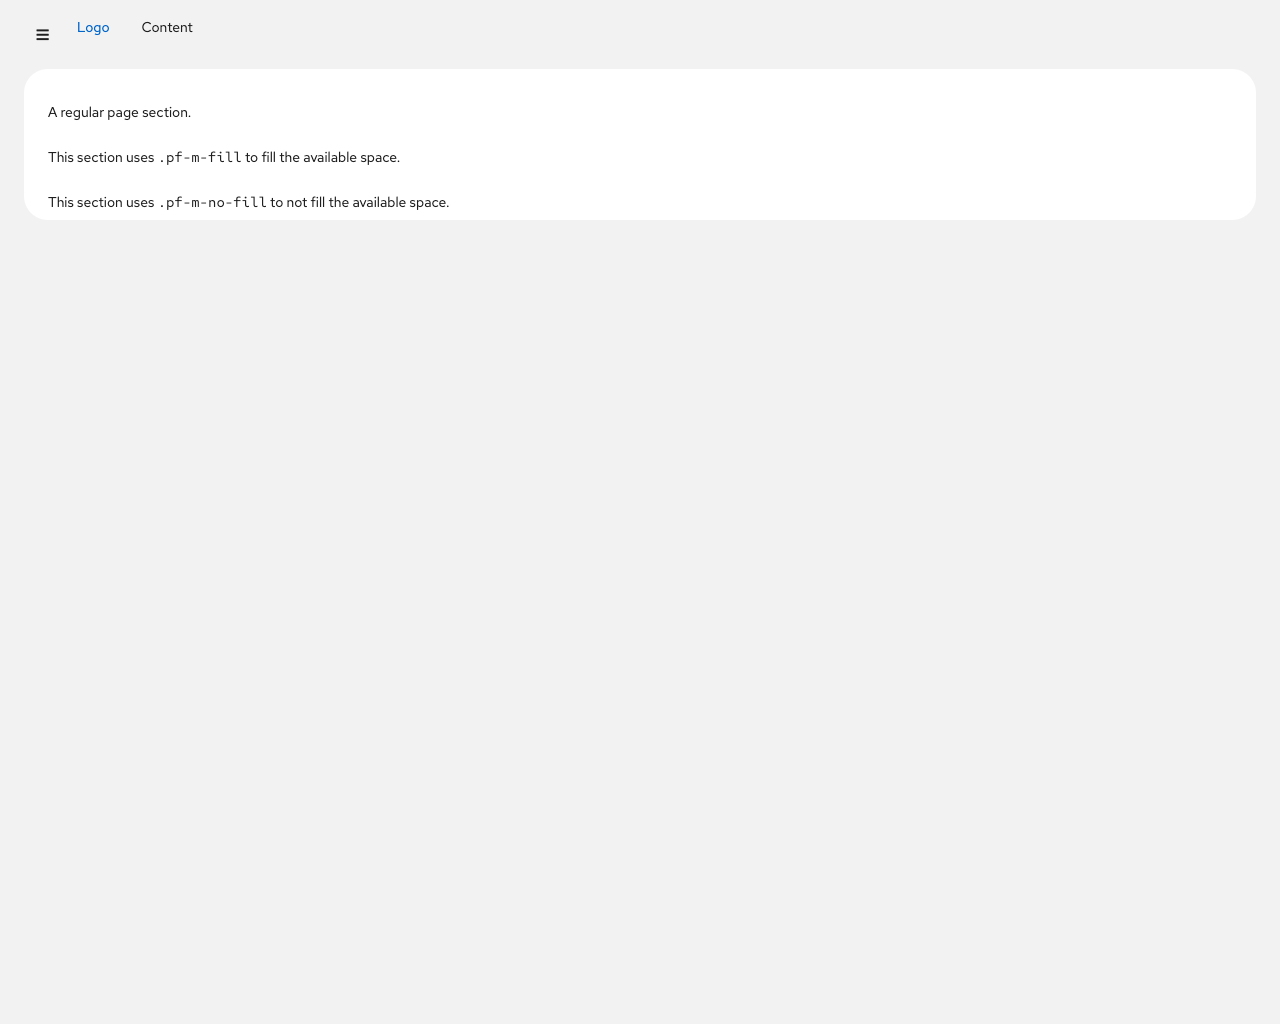 Logo Content
A regular page section.
This section uses .pf-m-fill to fill the available space.
This section uses .pf-m-no-fill to not fill the available space.